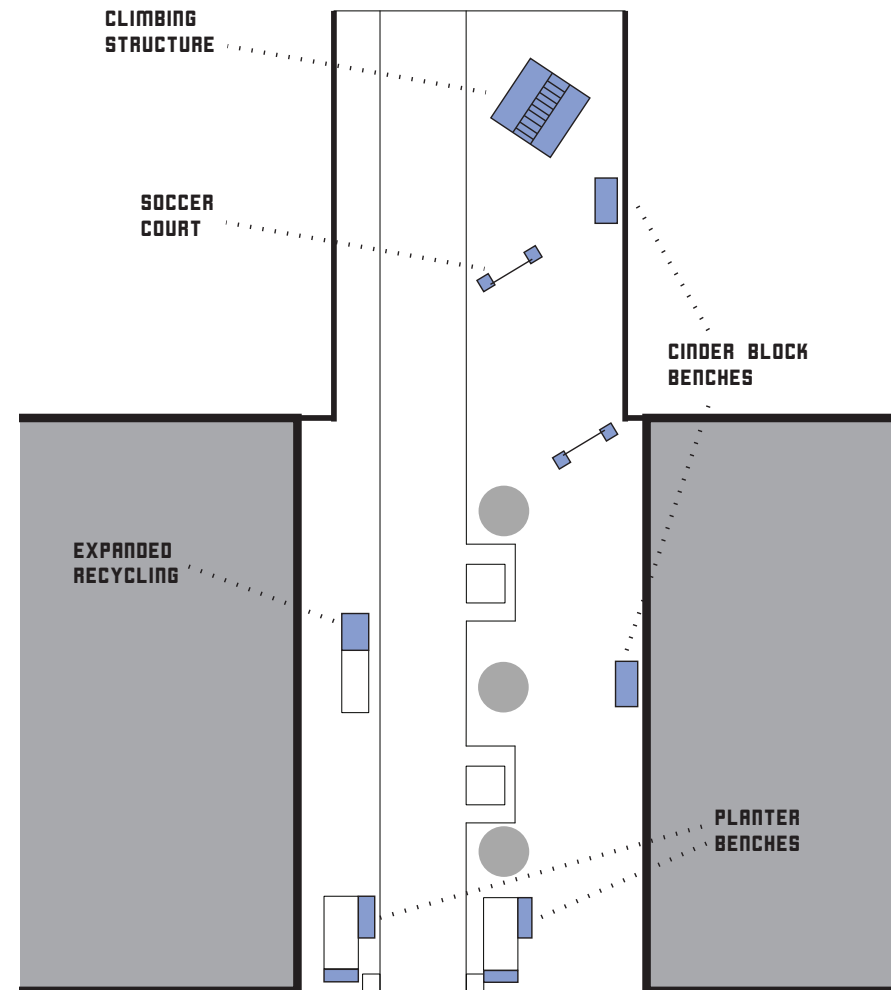 CLIMBING
STRUCTURE
SOCCER
COURT
CINDER BLOCK
BENCHES
EXPANDED
RECYCLING
PLANTER
BENCHES